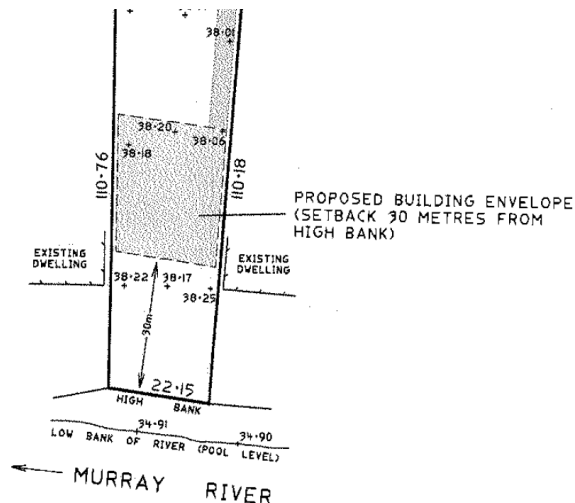 38·01
38·20
38·06
38·18
110·76
110·18
PROPOSED BUILDING ENVELOPE
(SETBACK 30 METRES FROM
HIGH BANK)
EXISTING
DWELLING
EXISTING
DWELLING
38·22
38·17
38·25
30m
22·15
HIGH BANK
34·91
34·90
LOW BANK OF RIVER (POOL LEVEL)
MURRAY RIVER